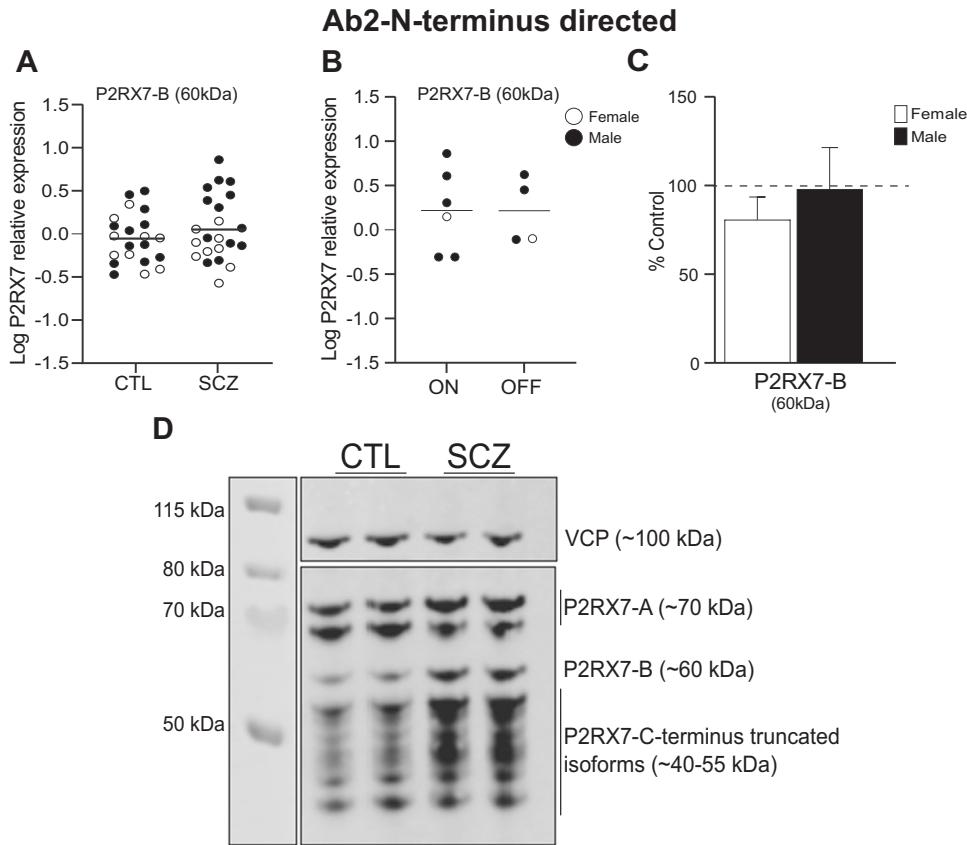 Ab2-N-terminus directed
A
P2RX7-B (60kDa)
Log P2RX7 relative expression
1.5
1.0
0.5
0.0
-0.5
-1.0
-1.5
CTL
SCZ
B
P2RX7-B (60kDa)
Female
Male
Log P2RX7 relative expression
1.5
1.0
0.5
0.0
-0.5
-1.0
-1.5
ON
OFF
C
Female
Male
% Control
150
100
50
0
P2RX7-B
(60kDa)
D
CTL
SCZ
115 kDa
80 kDa
70 kDa
50 kDa
VCP (~100 kDa)
P2RX7-A (~70 kDa)
P2RX7-B (~60 kDa)
P2RX7-C-terminus truncated
isoforms (~40-55 kDa)